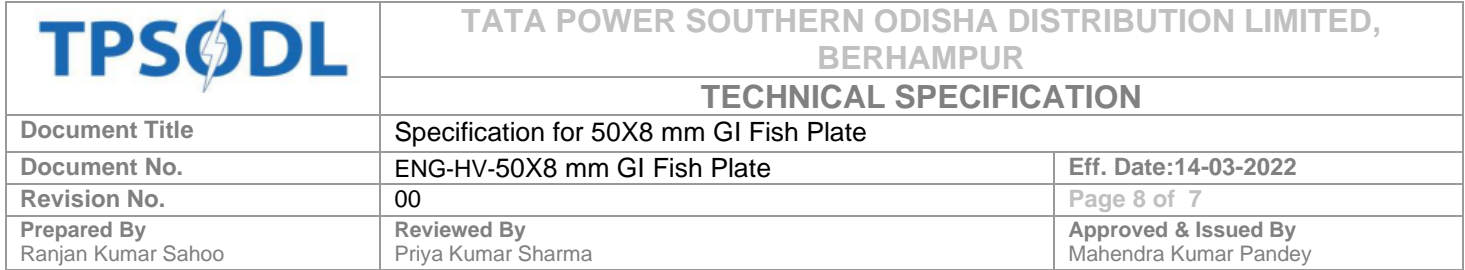 TPSODL
TATA POWER SOUTHERN ODISHA DISTRIBUTION LIMITED,
BERHAMPUR
TECHNICAL SPECIFICATION
Document Title Specification for 50X8 mm GI Fish Plate
Document No. ENG-HV-50X8 mm GI Fish Plate Eff. Date:14-03-2022
Revision No. 00 Page 8 of 7
Prepared By Reviewed By Approved & Issued By
Ranjan Kumar Sahoo Priya Kumar Sharma Mahendra Kumar Pandey